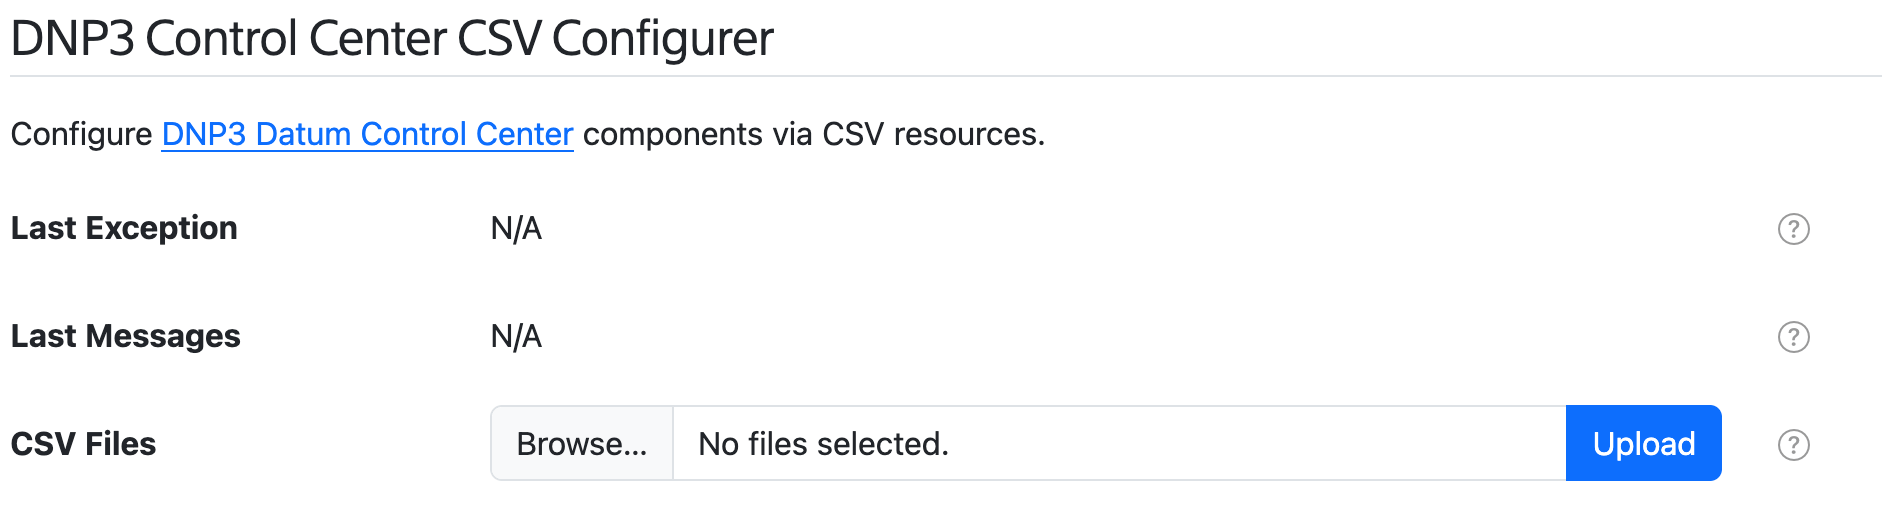 DNP3 Control Center CSV Configurer
Configure DNP3 Datum Control Center components via CSV resources.
Last Exception N/A ?
Last Messages N/A ?
CSV Files Browse... No files selected. Upload ?